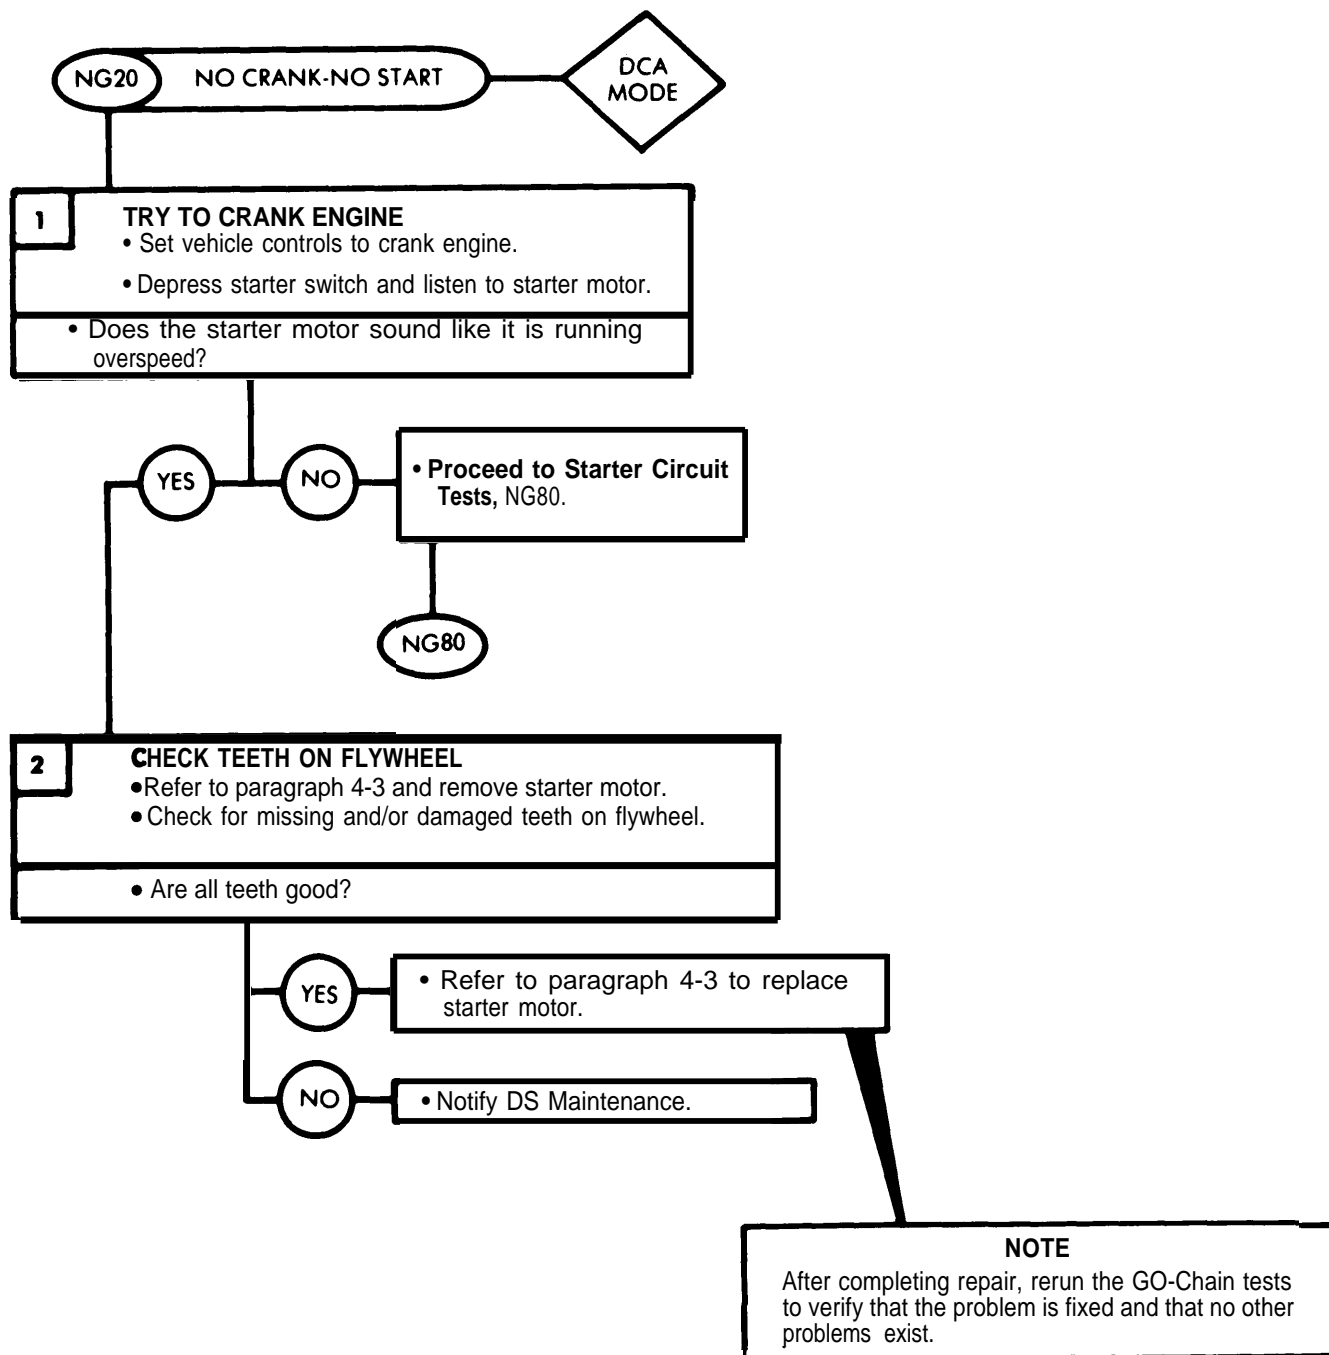 NG20 NO CRANK-NO START
DCA
MODE
1
TRY TO CRANK ENGINE
• Set vehicle controls to crank engine.
• Depress starter switch and listen to starter motor.
• Does the starter motor sound like it is running
overspeed?
YES
NO
• Proceed to Starter Circuit
Tests, NG80.
NG80
2
CHECK TEETH ON FLYWHEEL
• Refer to paragraph 4-3 and remove starter motor.
• Check for missing and/or damaged teeth on flywheel.
• Are all teeth good?
YES
• Refer to paragraph 4-3 to replace
starter motor.
NO
• Notify DS Maintenance.
NOTE
After completing repair, rerun the GO-Chain tests
to verify that the problem is fixed and that no other
problems exist.